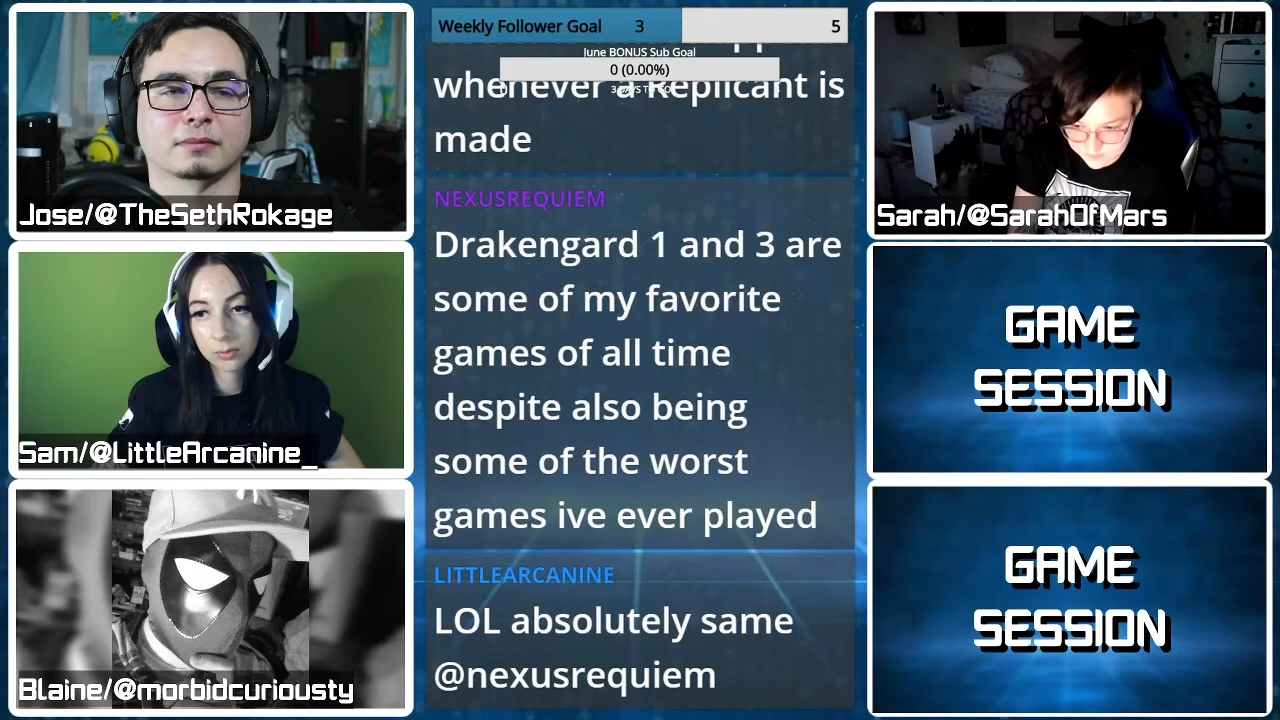 Weekly Follower Goal 3 5
June BONUS Sub Goal
0 (0.00%)
whenever a Replicant is
made
NEXUSREQUIEM
Drakengard 1 and 3 are
some of my favorite
games of all time
despite also being
some of the worst
games ive ever played
LITTLEARCANINE
LOL absolutely same
@nexusrequiem
Jose/@TheSethRokage
Sam/@LittleArcanine_
Blaine/@morbidcuriousty
Sarah/@SarahOfMars
GAME
SESSION
GAME
SESSION